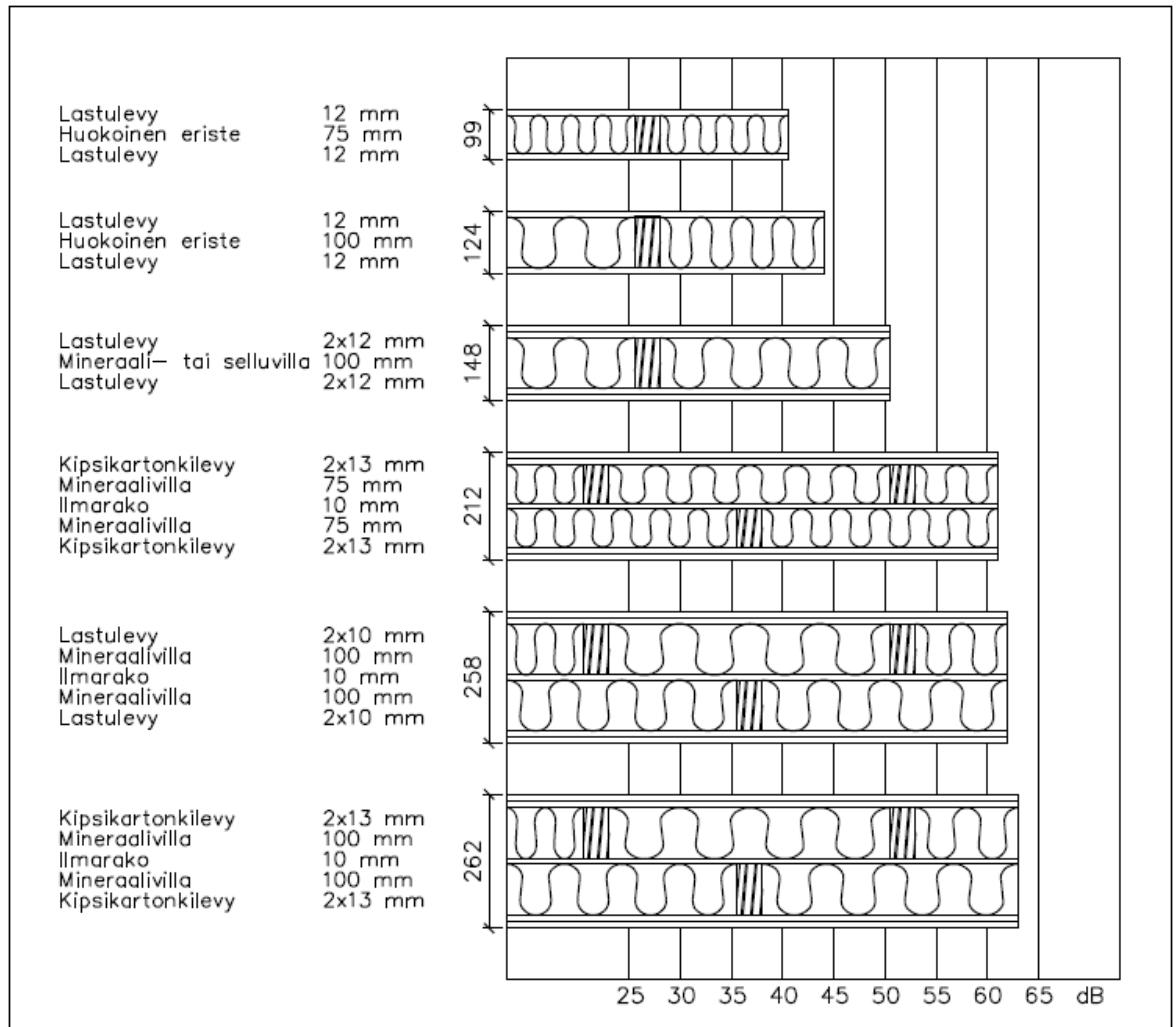 Lastulevy 12 mm
Huokoinen eriste 75 mm
Lastulevy 12 mm
99
Lastulevy 12 mm
Huokoinen eriste 100 mm
Lastulevy 12 mm
124
Lastulevy 2x12 mm
Mineraali- tai selluvilla 100 mm
Lastulevy 2x12 mm
148
Kipsikartonkilevy 2x13 mm
Mineraalivilla 75 mm
Ilmarako 10 mm
Mineraalivilla 75 mm
Kipsikartonkilevy 2x13 mm
212
Lastulevy 2x10 mm
Mineraalivilla 100 mm
Ilmarako 10 mm
Mineraalivilla 100 mm
Lastulevy 2x10 mm
258
Kipsikartonkilevy 2x13 mm
Mineraalivilla 100 mm
Ilmarako 10 mm
Mineraalivilla 100 mm
Kipsikartonkilevy 2x13 mm
262
25 30 35 40 45 50 55 60 65 dB